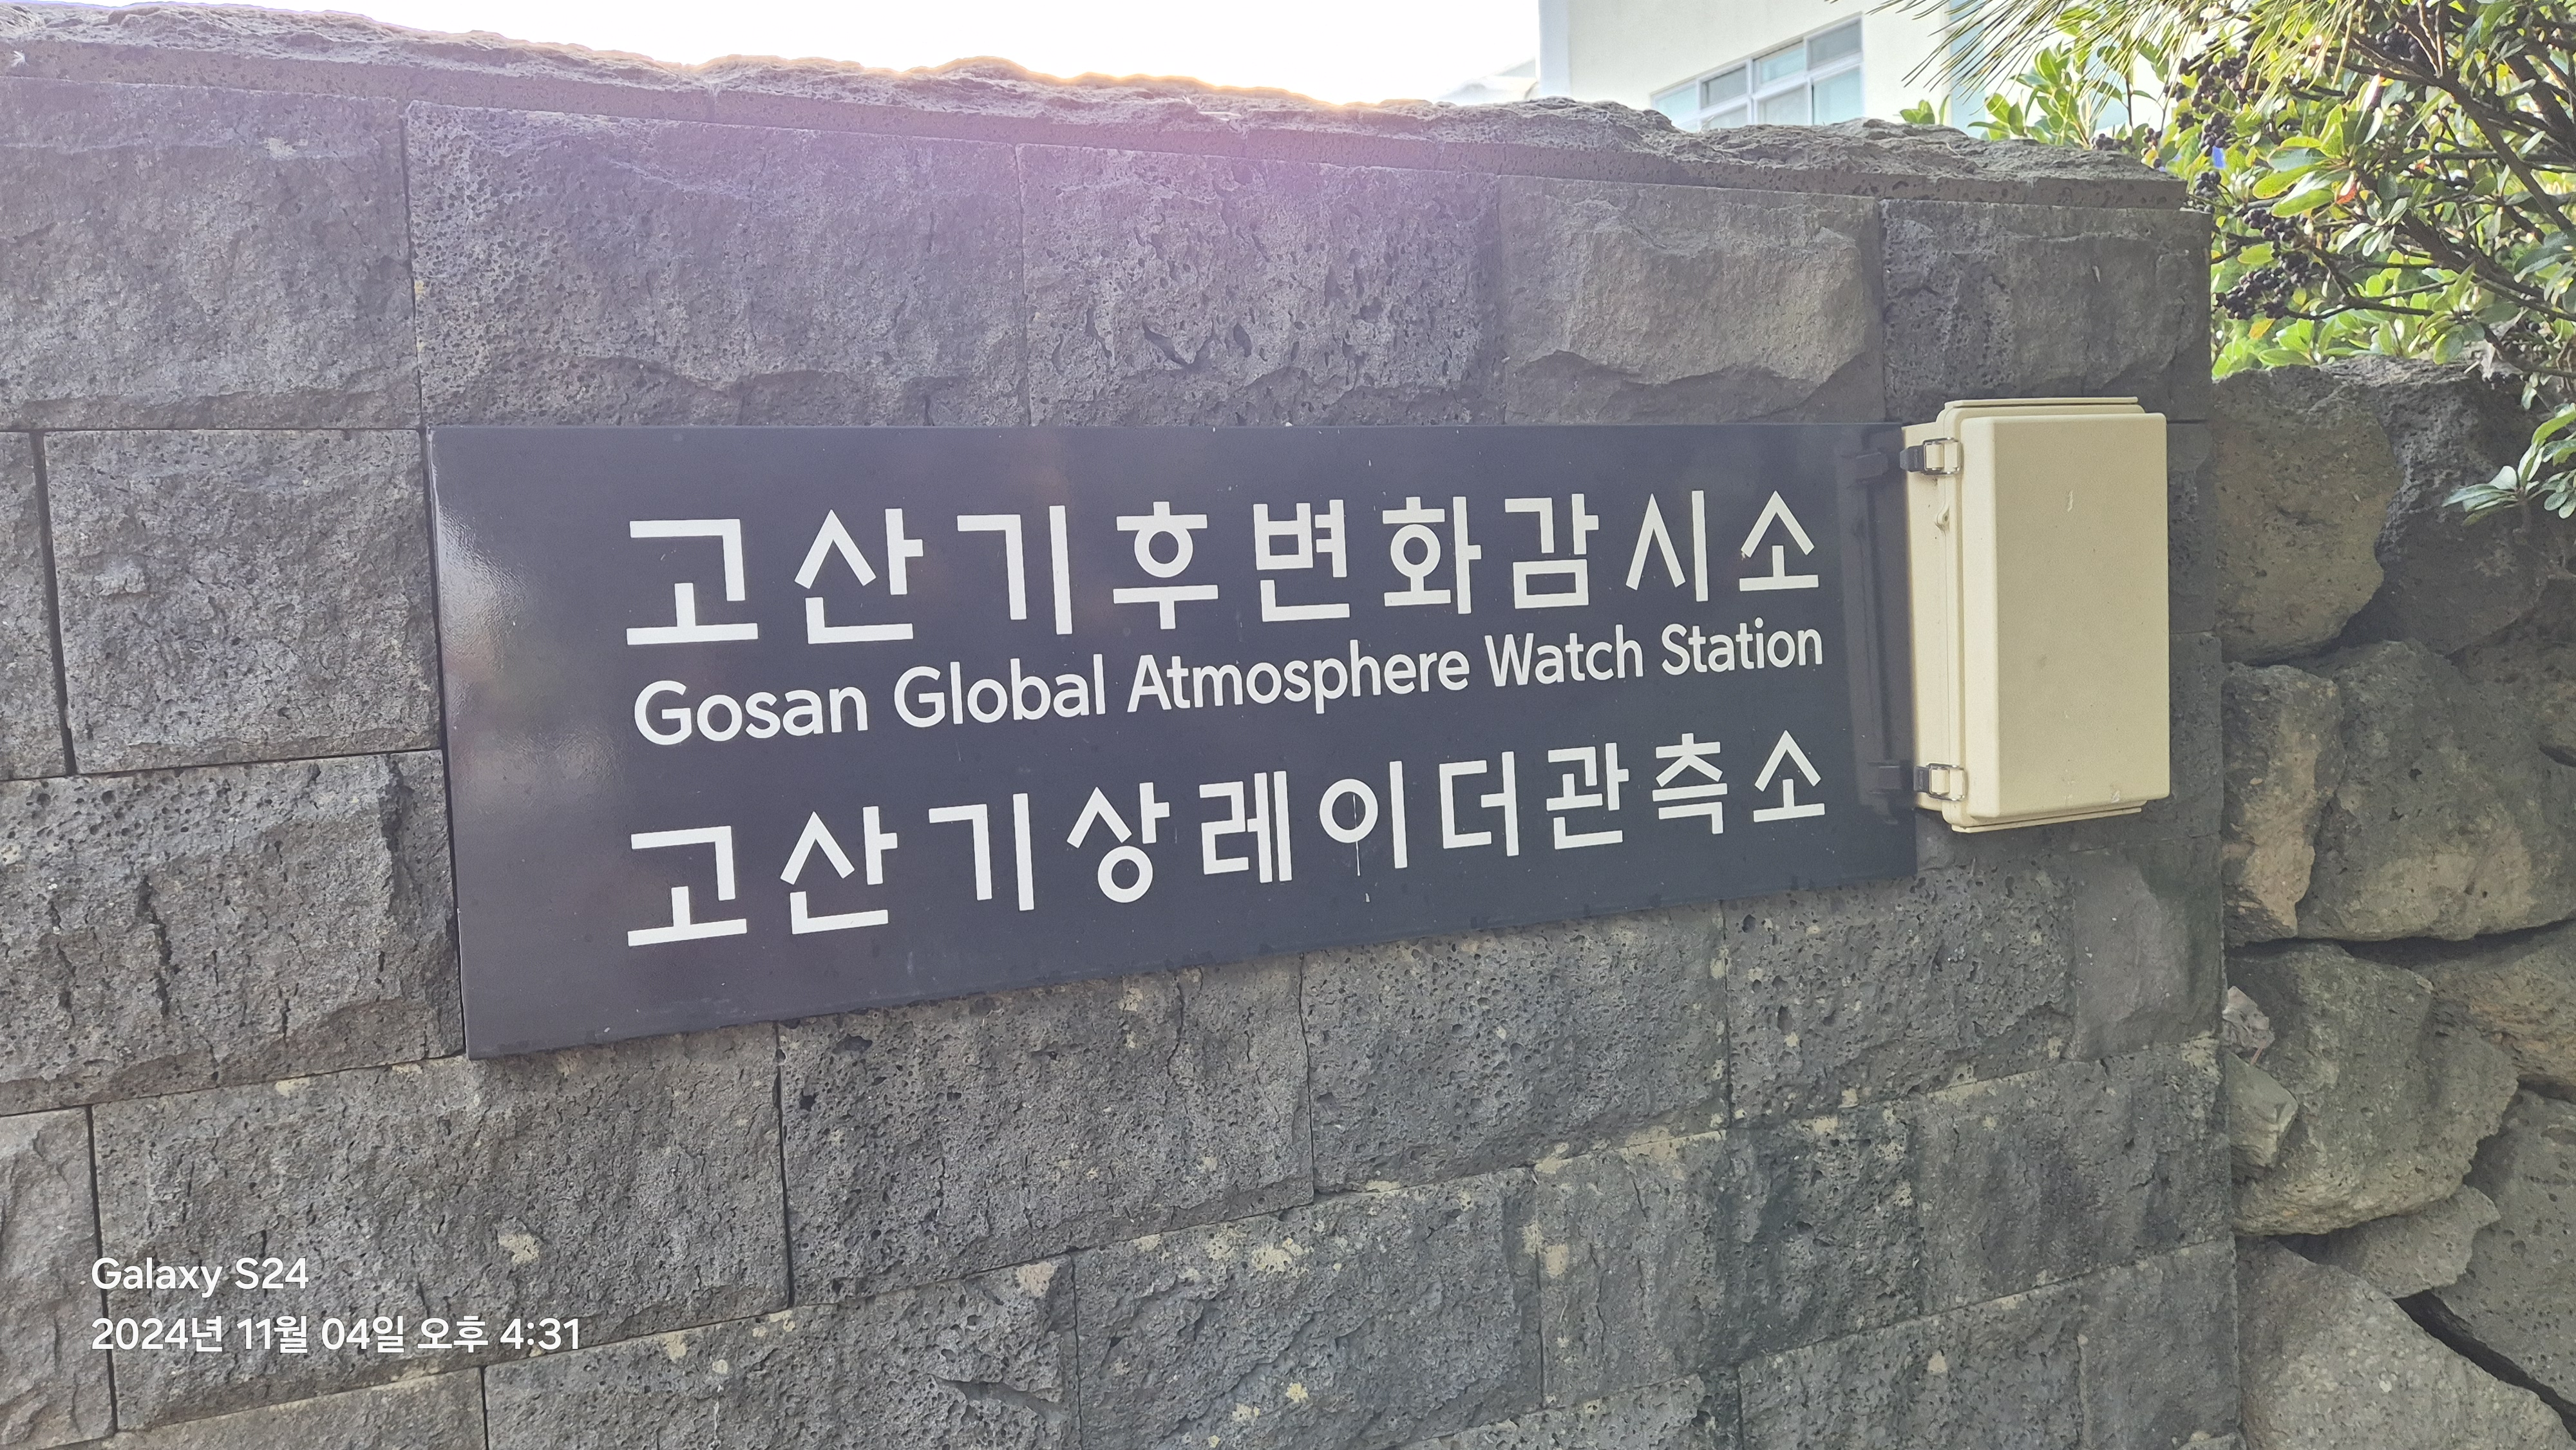 고산기후변화감시소
Gosan Global Atmosphere Watch Station
고산기상레이더관측소
Galaxy S24
2024년 11월 04일 오후 4:31